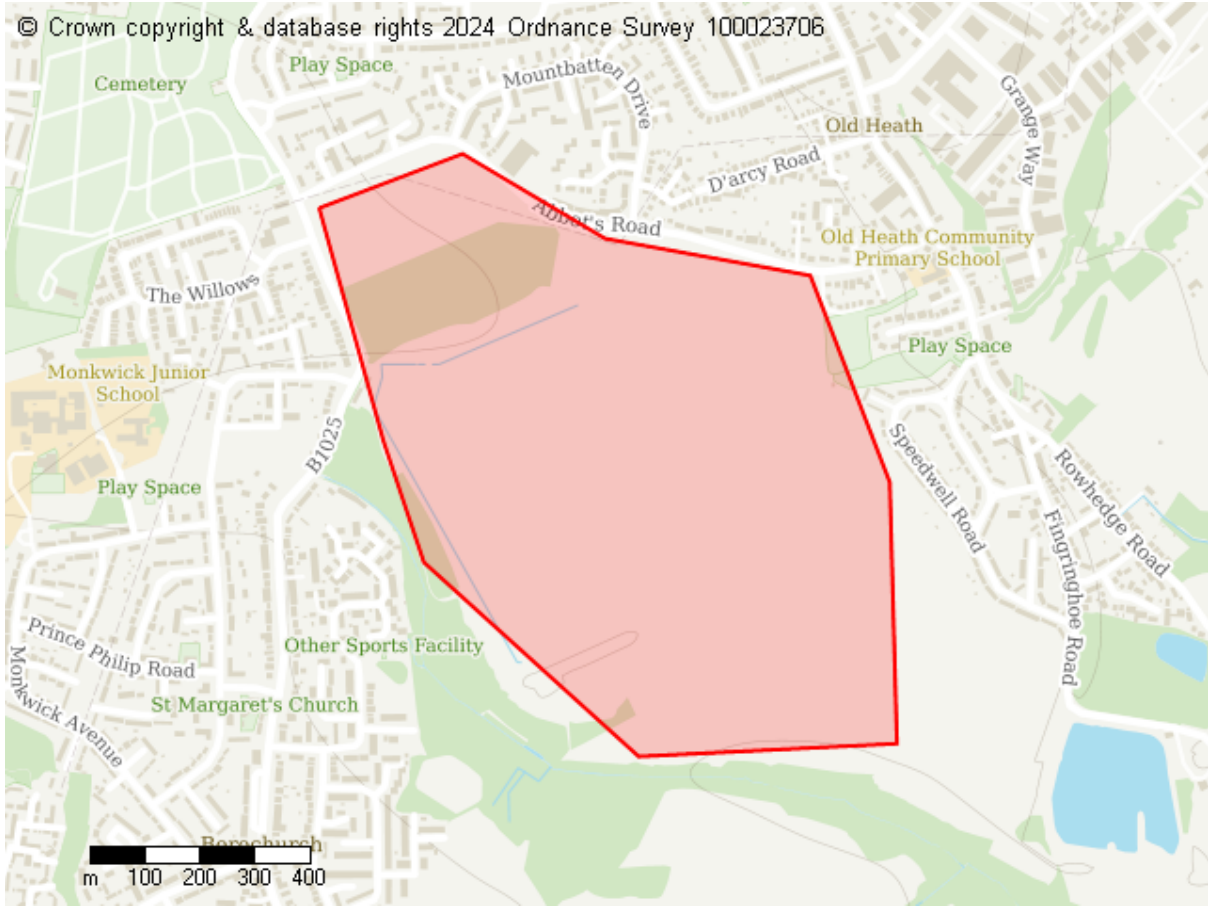 © Crown copyright & database rights 2024 Ordnance Survey 100023706
Play Space
Cemetery
Mountbatten Drive
Grange Way
Old Heath
D'arcy Road
Abbot's Road
Old Heath Community
Primary School
The Willows
Play Space
Monkwick Junior
School
B1025
Speedwell Road
Rowhedge Road
Play Space
Fingringhoe Road
Prince Philip Road
Other Sports Facility
Monkwick Avenue
St Margaret's Church
Berechurch
m 100 200 300 400